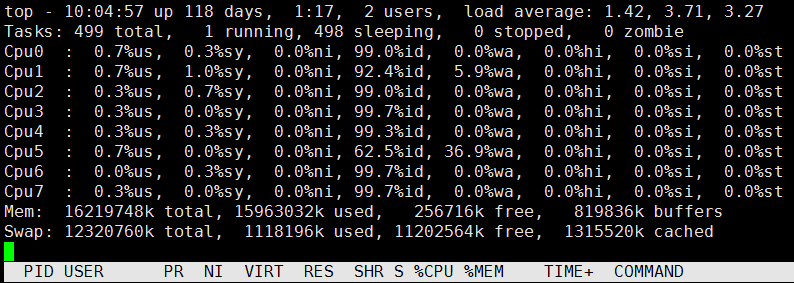 top - 10:04:57 up 118 days,  1:17,  2 users,  load average: 1.42, 3.71, 3.27
Tasks: 499 total,   1 running, 498 sleeping,   0 stopped,   0 zombie
Cpu0  :  0.7%us,  0.3%sy,  0.0%ni, 99.0%id,  0.0%wa,  0.0%hi,  0.0%si,  0.0%st
Cpu1  :  0.7%us,  1.0%sy,  0.0%ni, 92.4%id,  5.9%wa,  0.0%hi,  0.0%si,  0.0%st
Cpu2  :  0.3%us,  0.7%sy,  0.0%ni, 99.0%id,  0.0%wa,  0.0%hi,  0.0%si,  0.0%st
Cpu3  :  0.3%us,  0.0%sy,  0.0%ni, 99.7%id,  0.0%wa,  0.0%hi,  0.0%si,  0.0%st
Cpu4  :  0.3%us,  0.3%sy,  0.0%ni, 99.3%id,  0.0%wa,  0.0%hi,  0.0%si,  0.0%st
Cpu5  :  0.7%us,  0.0%sy,  0.0%ni, 62.5%id, 36.9%wa,  0.0%hi,  0.0%si,  0.0%st
Cpu6  :  0.0%us,  0.3%sy,  0.0%ni, 99.7%id,  0.0%wa,  0.0%hi,  0.0%si,  0.0%st
Cpu7  :  0.3%us,  0.0%sy,  0.0%ni, 99.7%id,  0.0%wa,  0.0%hi,  0.0%si,  0.0%st
Mem:  16219748k total, 15963032k used,   256716k free,   819836k buffers
Swap: 12320760k total,  1118196k used, 11202564k free,  1315520k cached
PID USER      PR  NI  VIRT  RES  SHR S %CPU %MEM    TIME+  COMMAND